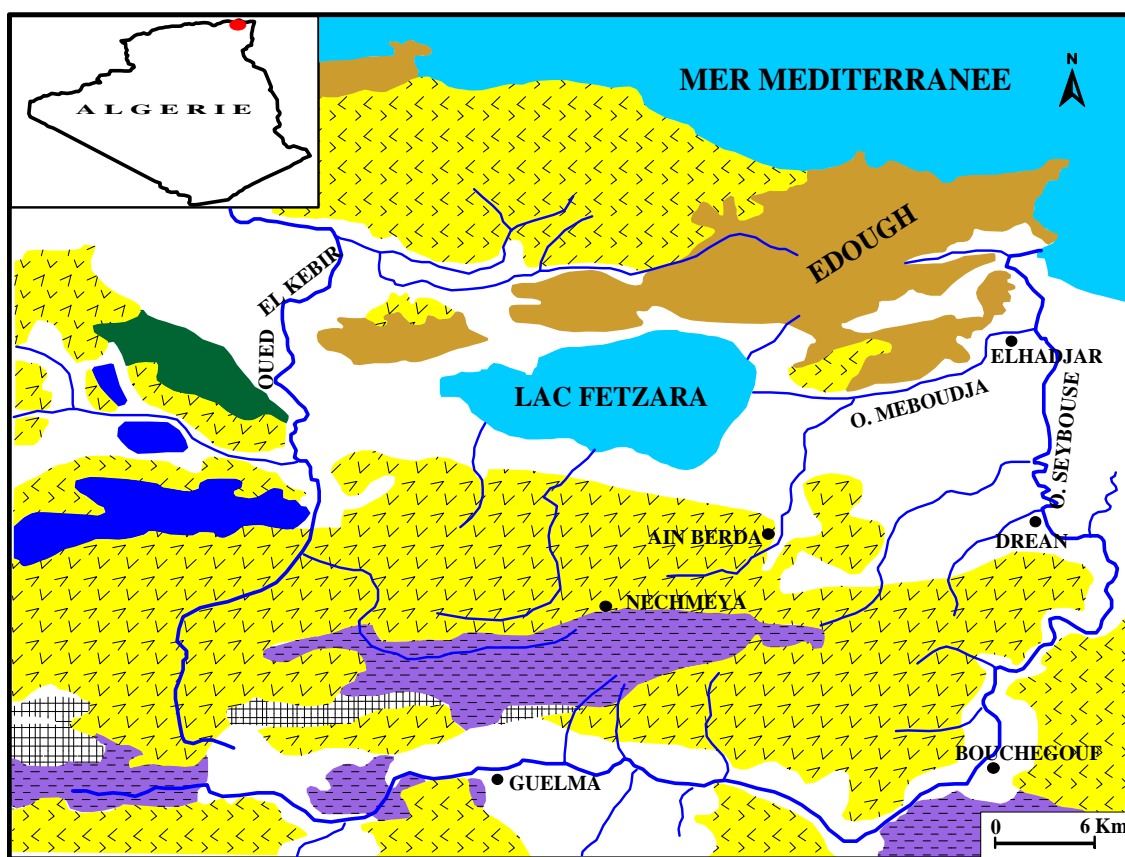 N
MER MEDITERRANEE
ALGERIE
EDOUGH
OUED EL KEBIR
ELHADJAR
LAC FETZARA
O. MEBOUDJA
O. SEYBOUSE
AIN BERDA
DREAN
NECHMEYA
BOUCHEGOUF
GUELMA
0 6 Km